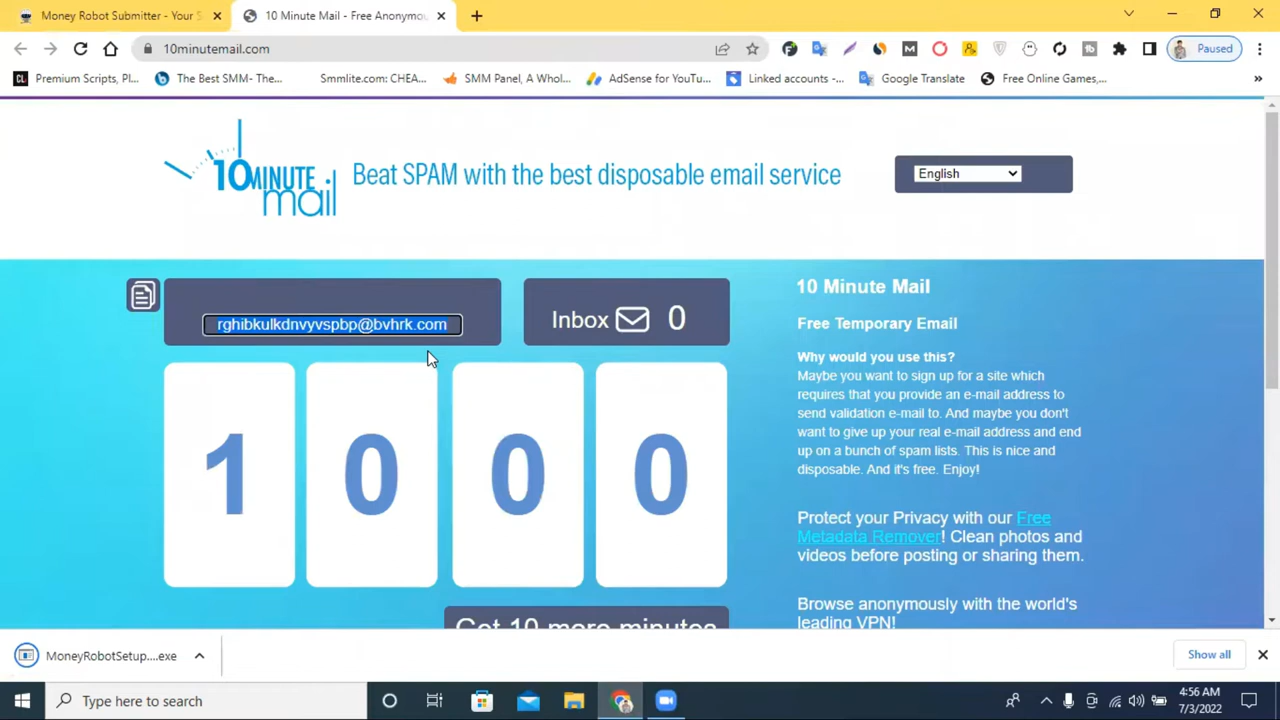 Money Robot Submitter - Your S
10 Minute Mail - Free Anonymou
10minutemail.com
Paused
Premium Scripts, Pl...
The Best SMM- The...
Smmlite.com: CHEA...
SMM Panel, A Whol...
AdSense for YouTu...
Linked accounts -...
Google Translate
Free Online Games,...
»
10MINUTE
mail
Beat SPAM with the best disposable email service
English
rghibkulkdnvyvspbp@bvhrk.com
Inbox 0
1 0 0 0
Get 10 more minutes
10 Minute Mail
Free Temporary Email
Why would you use this?
Maybe you want to sign up for a site which
requires that you provide an e-mail address to
send validation e-mail to. And maybe you don't
want to give up your real e-mail address and end
up on a bunch of spam lists. This is nice and
disposable. And it's free. Enjoy!
Protect your Privacy with our Free
Metadata Remover! Clean photos and
videos before posting or sharing them.
Browse anonymously with the world's
leading VPN!
MoneyRobotSetup....exe
Show all
Type here to search
4:56 AM
7/3/2022